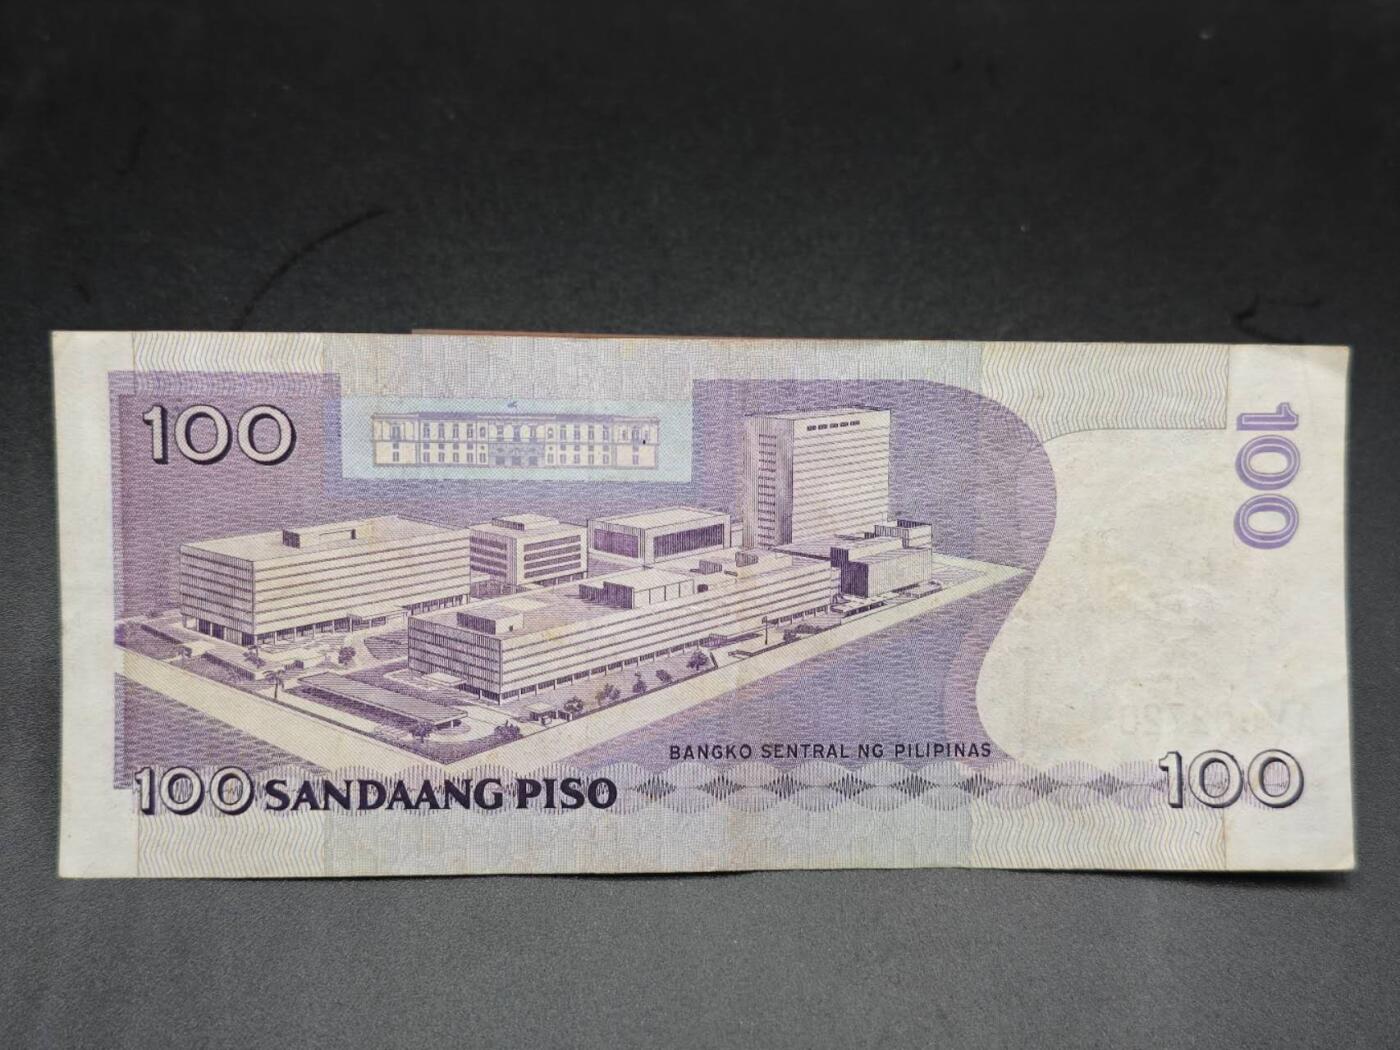 100
100
BANGKO SENTRAL NG PILIPINAS
100 SANDAANG PISO
100